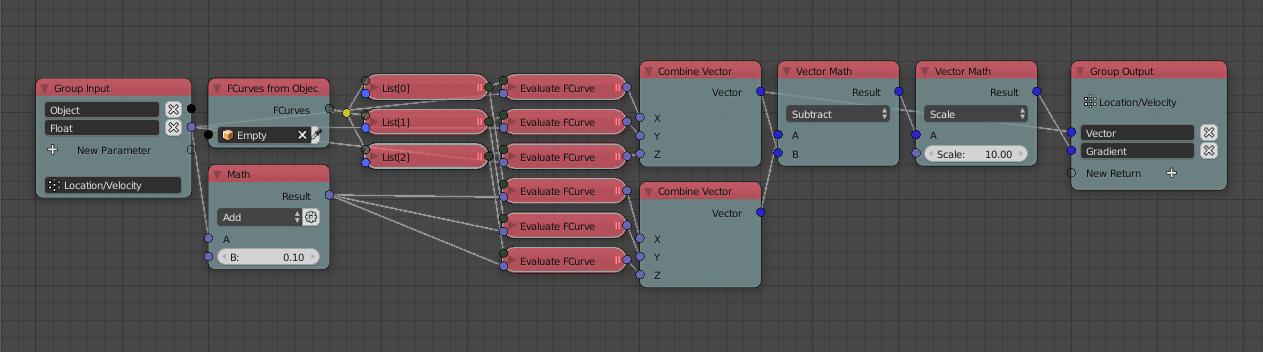 Group Input
Object
Float
New Parameter
Location/Velocity
FCurves from Objec
FCurves
Empty
Math
Result
Add
A
B: 0.10
List[0]
List[1]
List[2]
Evaluate FCurve
Evaluate FCurve
Evaluate FCurve
Evaluate FCurve
Evaluate FCurve
Evaluate FCurve
Combine Vector
Vector
X
Y
Z
Combine Vector
Vector
X
Y
Z
Vector Math
Result
Subtract
A
B
Vector Math
Result
Scale
A
Scale: 10.00
Group Output
Location/Velocity
Vector
Gradient
New Return